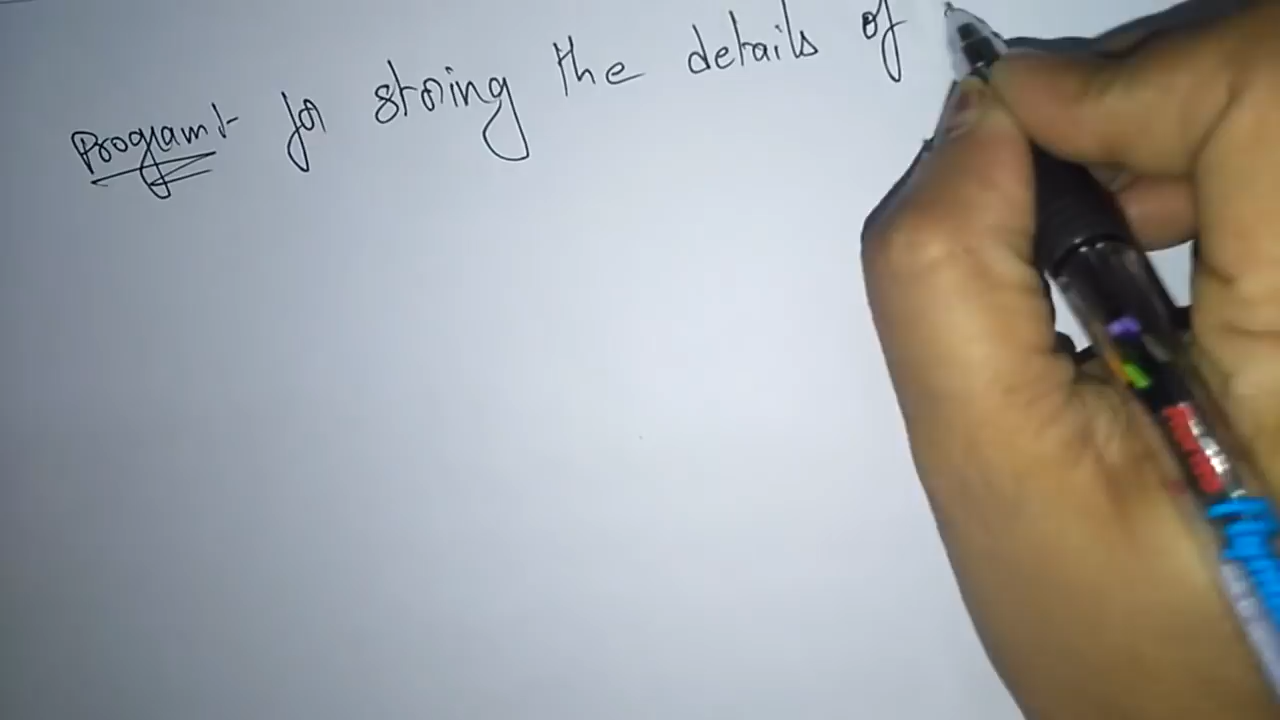 Program:- for storing the details of